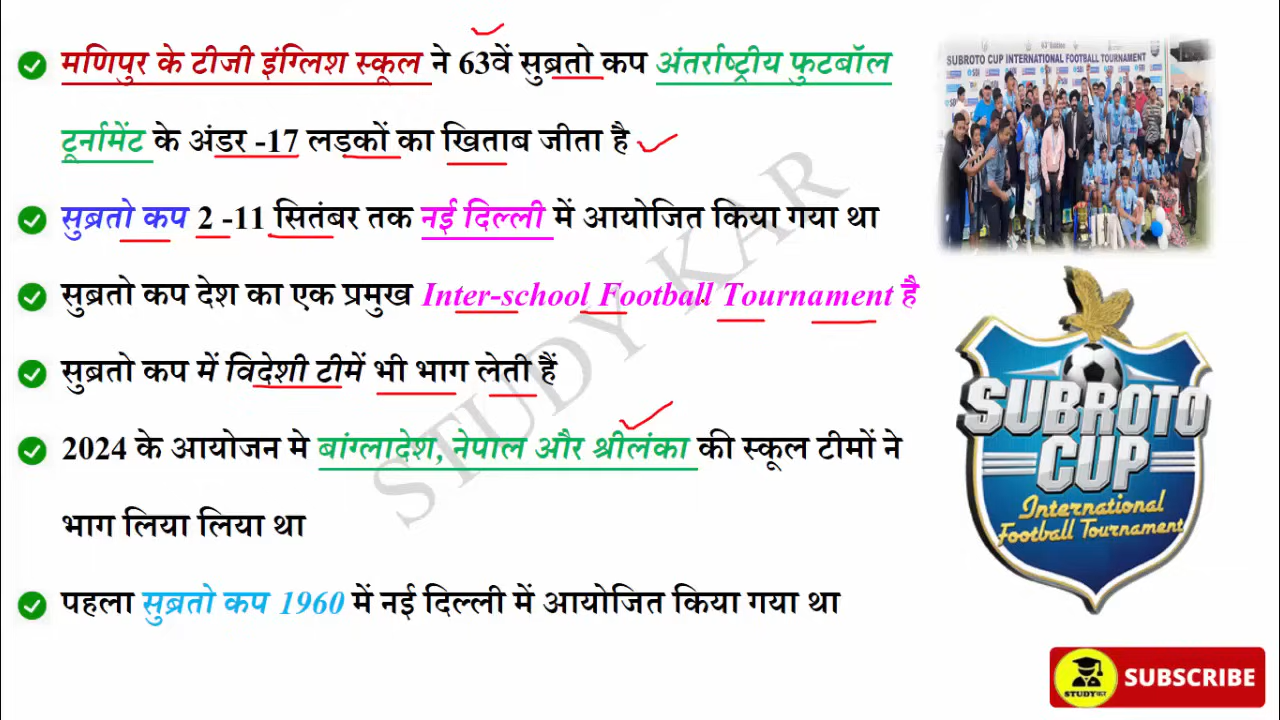 मणिपुर के टीजी इंग्लिश स्कूल ने 63वें सुब्रतो कप अंतर्राष्ट्रीय फुटबॉल
टूर्नामेंट के अंडर -17 लड़कों का खिताब जीता है
सुब्रतो कप 2 -11 सितंबर तक नई दिल्ली में आयोजित किया गया था
सुब्रतो कप देश का एक प्रमुख Inter-school Football Tournament है
सुब्रतो कप में विदेशी टीमें भी भाग लेती हैं
2024 के आयोजन मे बांग्लादेश, नेपाल और श्रीलंका की स्कूल टीमों ने
भाग लिया लिया था
पहला सुब्रतो कप 1960 में नई दिल्ली में आयोजित किया गया था
STUDY KAR
SUBROTO CUP INTERNATIONAL FOOTBALL TOURNAMENT
SUBROTO
CUP
International
Football Tournament
STUDYकर
SUBSCRIBE